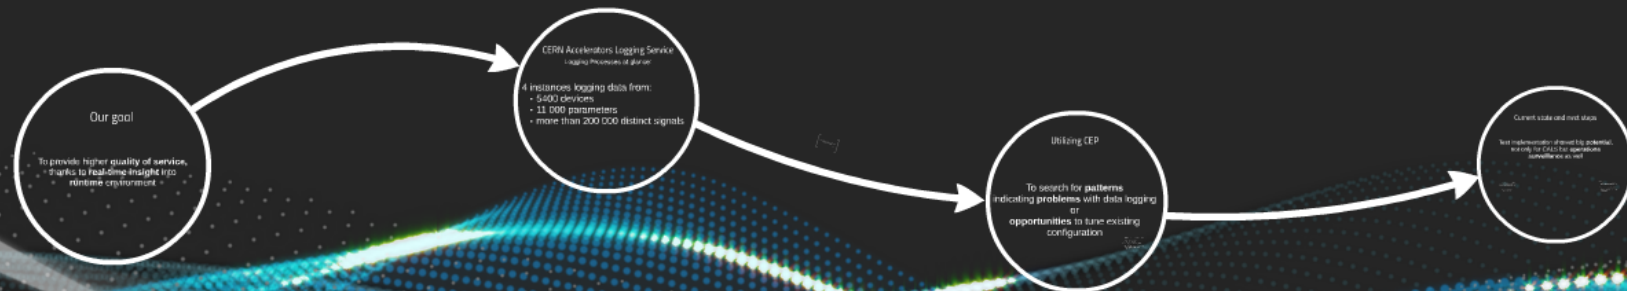 Our goal
To provide higher quality of service,
thanks to real-time insight into
runtime environment
CERN Accelerators Logging Service
Logging Processes at glance
4 instances logging data from:
• 5400 devices
• 11 000 parameters
• more than 200 000 distinct signals
Utilizing CEP
To search for patterns
indicating problems with data logging
or
opportunities to tune existing
configuration
Current state and next steps
Test implementation showed big potential,
not only for CALS but operations
surveillance as well